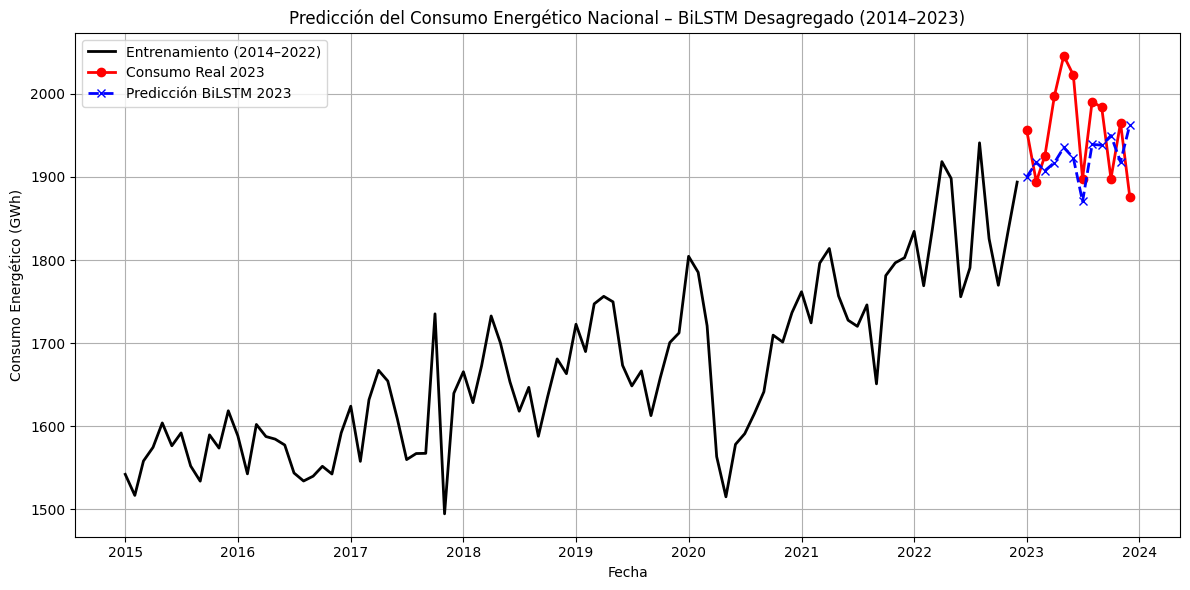 Predicción del Consumo Energético Nacional – BiLSTM Desagregado (2014–2023)
Entrenamiento (2014–2022)
Consumo Real 2023
Predicción BiLSTM 2023
Consumo Energético (GWh)
2000
1900
1800
1700
1600
1500
2015 2016 2017 2018 2019 2020 2021 2022 2023 2024
Fecha